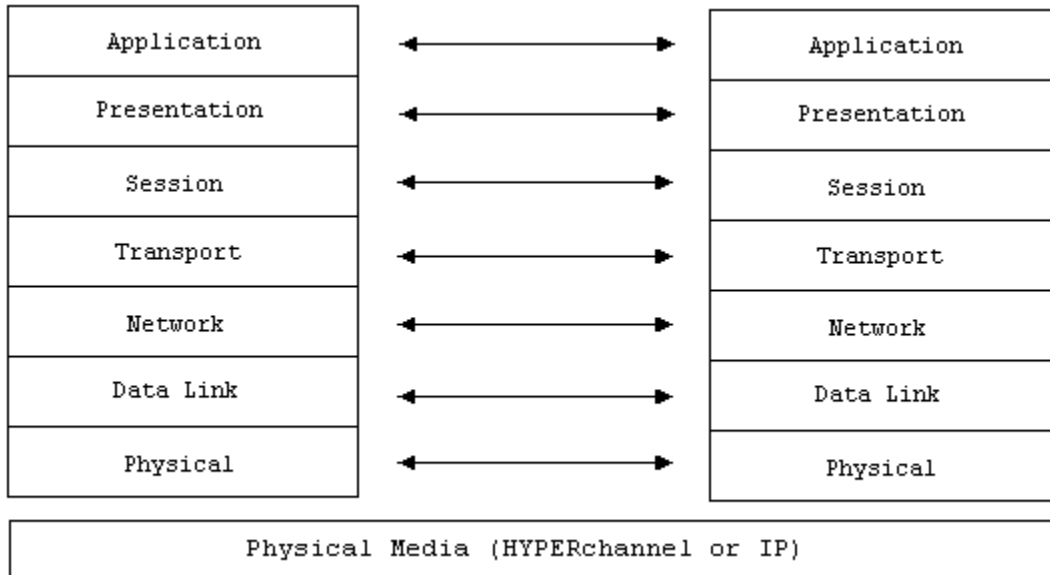 Application
Application
Presentation
Presentation
Session
Session
Transport
Transport
Network
Network
Data Link
Data Link
Physical
Physical
Physical Media (HYPERchannel or IP)